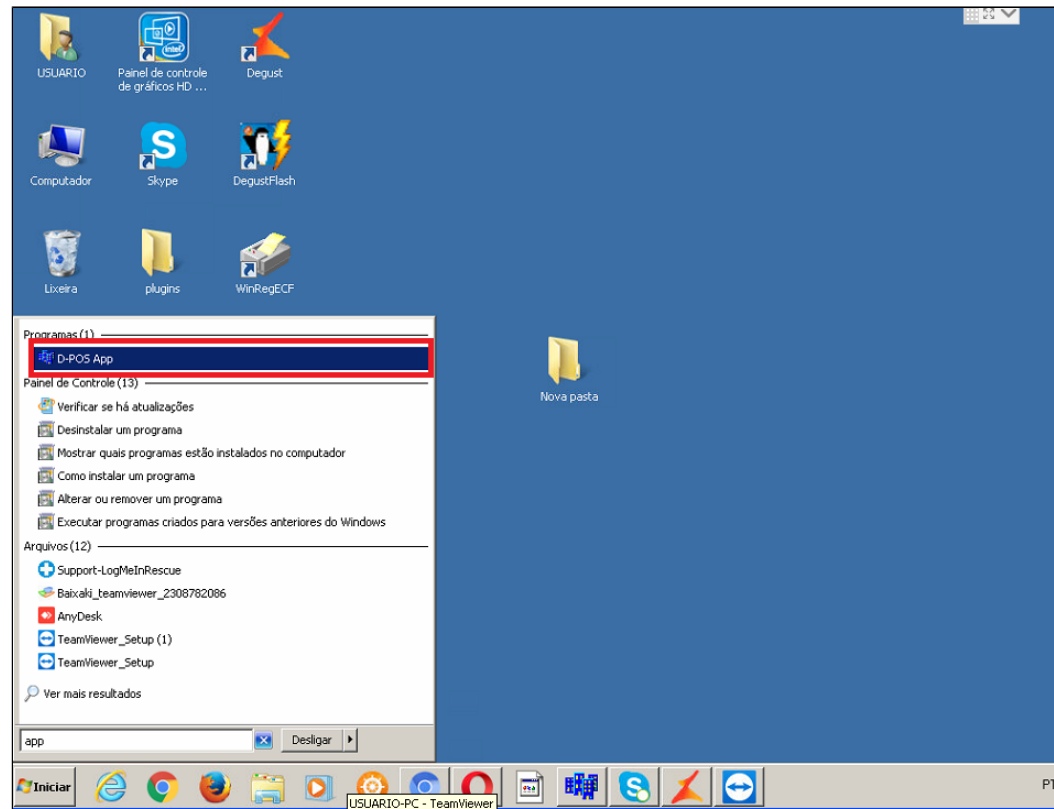 USUARIO
Painel de controle
de gráficos HD ...
Degust
Computador
Skype
DegustFlash
Lixeira
plugins
WinRegECF
Nova pasta
Programas (1)
D-POS App
Painel de Controle (13)
Verificar se há atualizações
Desinstalar um programa
Mostrar quais programas estão instalados no computador
Como instalar um programa
Alterar ou remover um programa
Executar programas criados para versões anteriores do Windows
Arquivos (12)
Support-LogMeInRescue
Baixaki_teamviewer_2308782086
AnyDesk
TeamViewer_Setup (1)
TeamViewer_Setup
Ver mais resultados
app
Desligar
Iniciar
USUARIO-PC - TeamViewer
PT